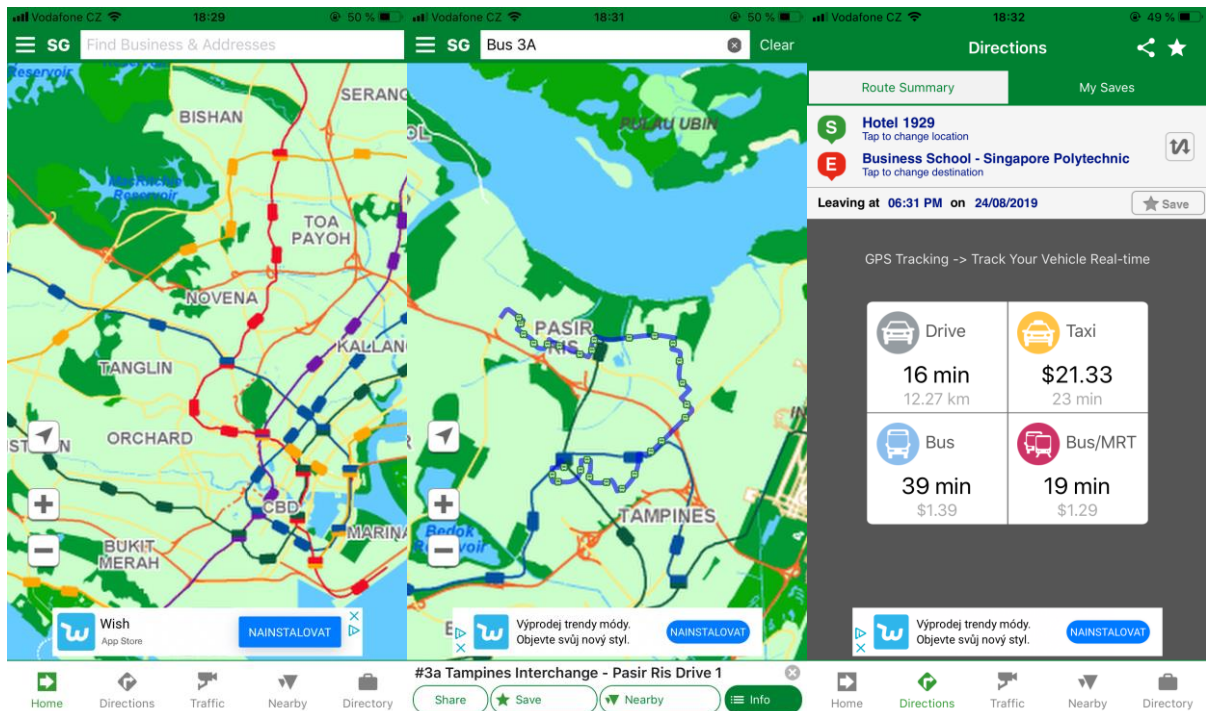 Vodafone CZ 18:29 50 %
SG Find Business & Addresses
Reservoir
SERANG
BISHAN
MacRitchie
Reservoir
TOA
PAYOH
NOVENA
KALLAN
TANGLIN
ORCHARD
CBD
MARINA
BUKIT
MERAH
Wish
App Store
NAINSTALOVAT
Home Directions Traffic Nearby Directory
Vodafone CZ 18:31 50 %
SG Bus 3A Clear
PULAU UBIN
OL
PASIR
RIS
TAMPINES
Bedok
Reservoir
Výprodej trendy módy.
Objevte svůj nový styl.
NAINSTALOVAT
#3a Tampines Interchange - Pasir Ris Drive 1
Share Save Nearby Info
Vodafone CZ 18:32 49 %
Directions
Route Summary My Saves
S Hotel 1929
Tap to change location
E Business School - Singapore Polytechnic
Tap to change destination
Leaving at 06:31 PM on 24/08/2019 Save
GPS Tracking -> Track Your Vehicle Real-time
Drive Taxi
16 min $21.33
12.27 km 23 min
Bus Bus/MRT
39 min 19 min
$1.39 $1.29
Výprodej trendy módy.
Objevte svůj nový styl.
NAINSTALOVAT
Home Directions Traffic Nearby Directory